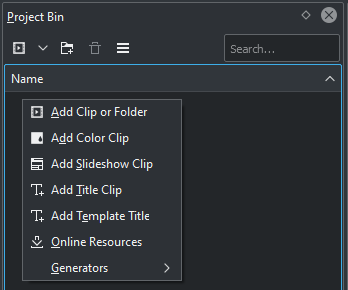 Project Bin
Search...
Name
Add Clip or Folder
Add Color Clip
Add Slideshow Clip
Add Title Clip
Add Template Title
Online Resources
Generators